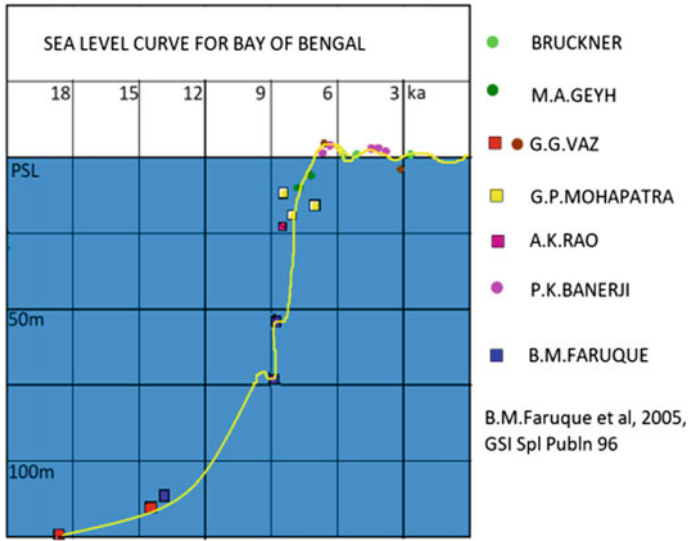 SEA LEVEL CURVE FOR BAY OF BENGAL
18 15 12 9 6 3 ka
PSL
50m
100m
BRUCKNER
M.A.GEYH
G.G.VAZ
G.P.MOHAPATRA
A.K.RAO
P.K.BANERJI
B.M.FARUQUE
B.M.Faruque et al, 2005,
GSI Spl Publn 96